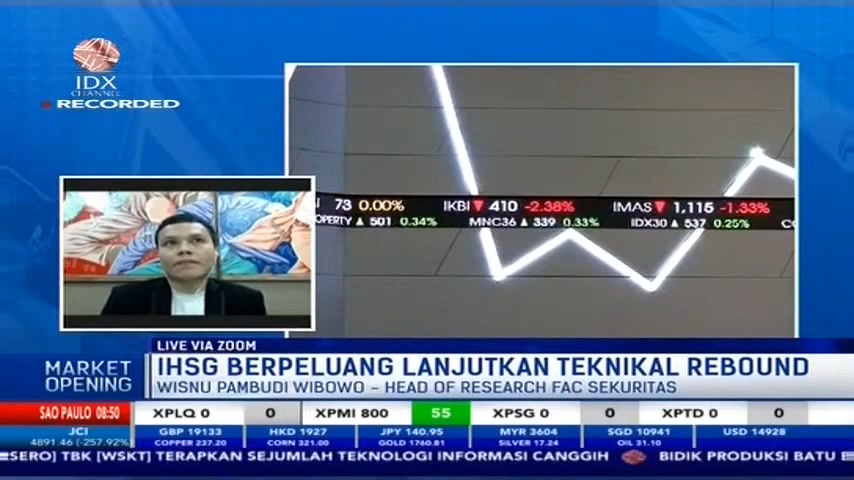 IDX
CHANNEL
RECORDED
73 0.00% IKBI ▼ 410 -2.38% IMAS ▼ 1,115 -1.33%
▲ 501 0.34% MNC36 ▲ 339 0.33% IDX30 ▲ 537 0.25%
LIVE VIA ZOOM
MARKET OPENING
IHSG BERPELUANG LANJUTKAN TEKNIKAL REBOUND
WISNU PAMBUDI WIBOWO – HEAD OF RESEARCH FAC SEKURITAS
SAO PAULO 08:50 XPLQ 0 0 XPMI 800 55 XPSG 0 0 XPTD 0 0
JCI GBP 19133 HKD 1927 JPY 140.95 MYR 3604 SGD 10941 USD 14928
4891.46 (-257.92%) COPPER 237.20 CORN 321.00 GOLD 1760.81 SILVER 17.24 OIL 31.10
SERO] TBK [WSKT] TERAPKAN SEJUMLAH TEKNOLOGI INFORMASI CANGGIH BIDIK PRODUKSI BATU